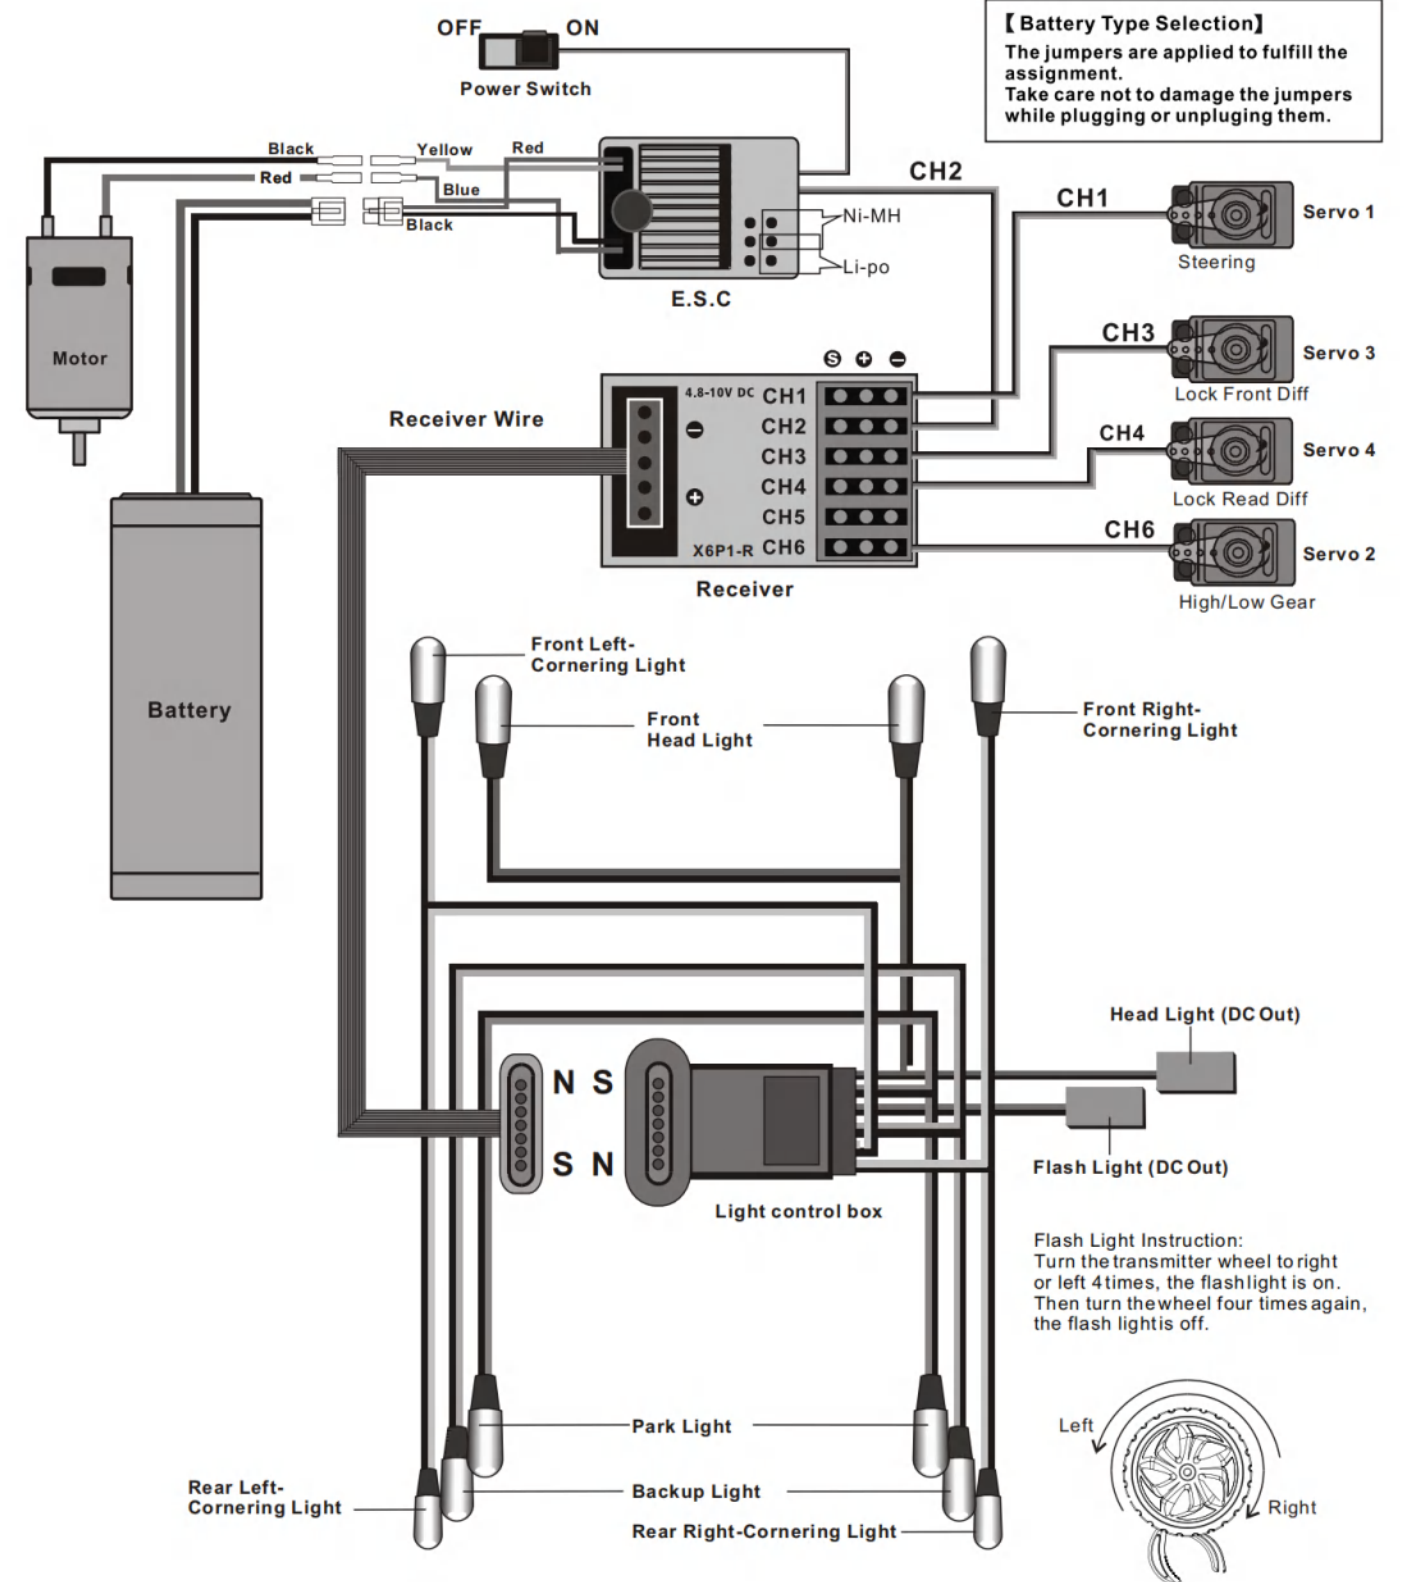 OFF ON
Power Switch
【 Battery Type Selection】
The jumpers are applied to fulfill the
assignment.
Take care not to damage the jumpers
while plugging or unpluging them.
Black
Yellow
Red
Red
Blue
Black
CH2
CH1
Ni-MH
Li-po
E.S.C
Servo 1
Steering
Motor
CH3
Servo 3
Lock Front Diff
S + −
4.8-10V DC CH1
− CH2
CH3
+ CH4
CH5
X6P1-R CH6
Receiver
Receiver Wire
CH4
Servo 4
Lock Read Diff
CH6
Servo 2
High/Low Gear
Battery
Front Left-
Cornering Light
Front
Head Light
Front Right-
Cornering Light
Head Light (DC Out)
N S
S N
Flash Light (DC Out)
Light control box
Flash Light Instruction:
Turn the transmitter wheel to right
or left 4 times, the flash light is on.
Then turn the wheel four times again,
the flash light is off.
Park Light
Left
Right
Rear Left-
Cornering Light
Backup Light
Rear Right-Cornering Light